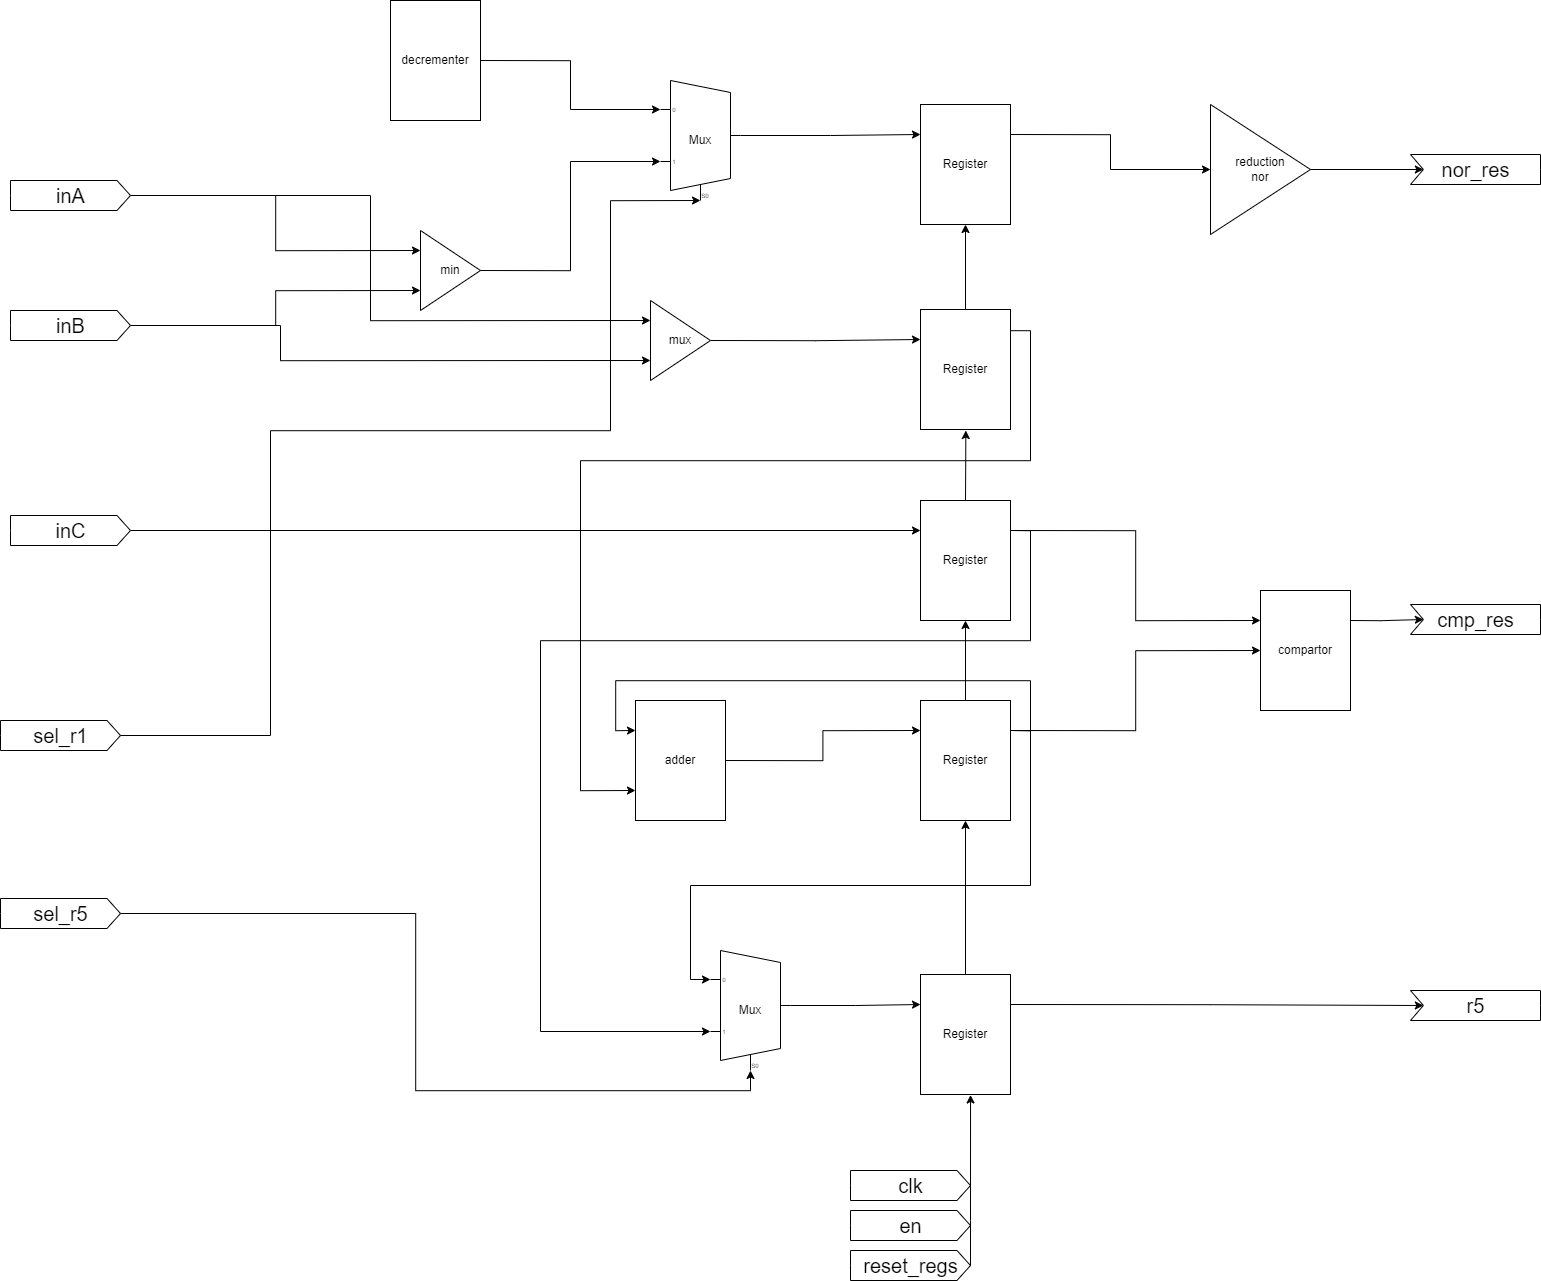 decrementer
0
Mux
1
S0
Register
reduction
nor
nor_res
inA
min
inB
mux
Register
inC
Register
compartor
cmp_res
sel_r1
adder
Register
sel_r5
0
Mux
1
S0
Register
r5
clk
en
reset_regs